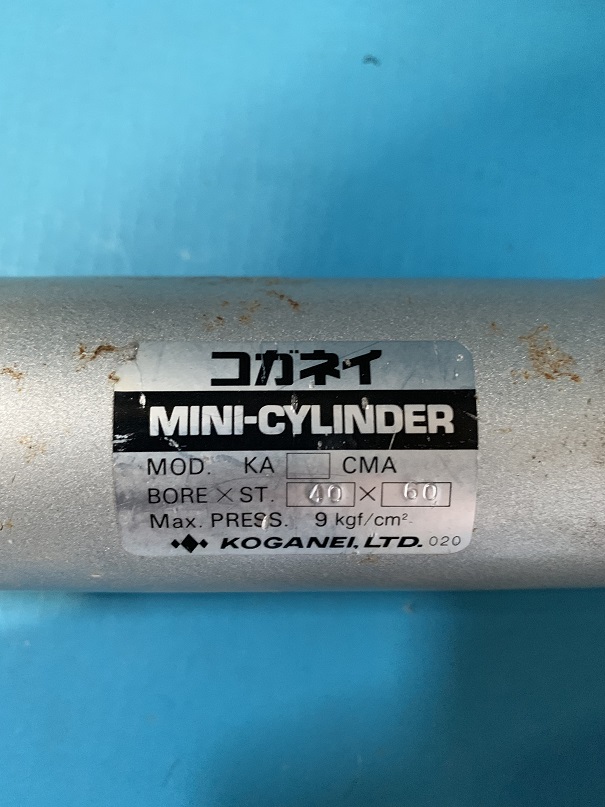 コガネイ
MINI-CYLINDER
MOD. KA CMA
BORE × ST. 40 × 60
Max. PRESS. 9 kgf/cm²
KOGANEI, LTD. 020